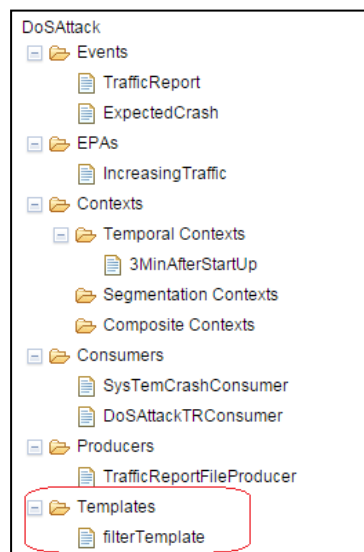 DoSAttack
Events
TrafficReport
ExpectedCrash
EPAs
IncreasingTraffic
Contexts
Temporal Contexts
3MinAfterStartUp
Segmentation Contexts
Composite Contexts
Consumers
SysTemCrashConsumer
DoSAttackTRConsumer
Producers
TrafficReportFileProducer
Templates
filterTemplate